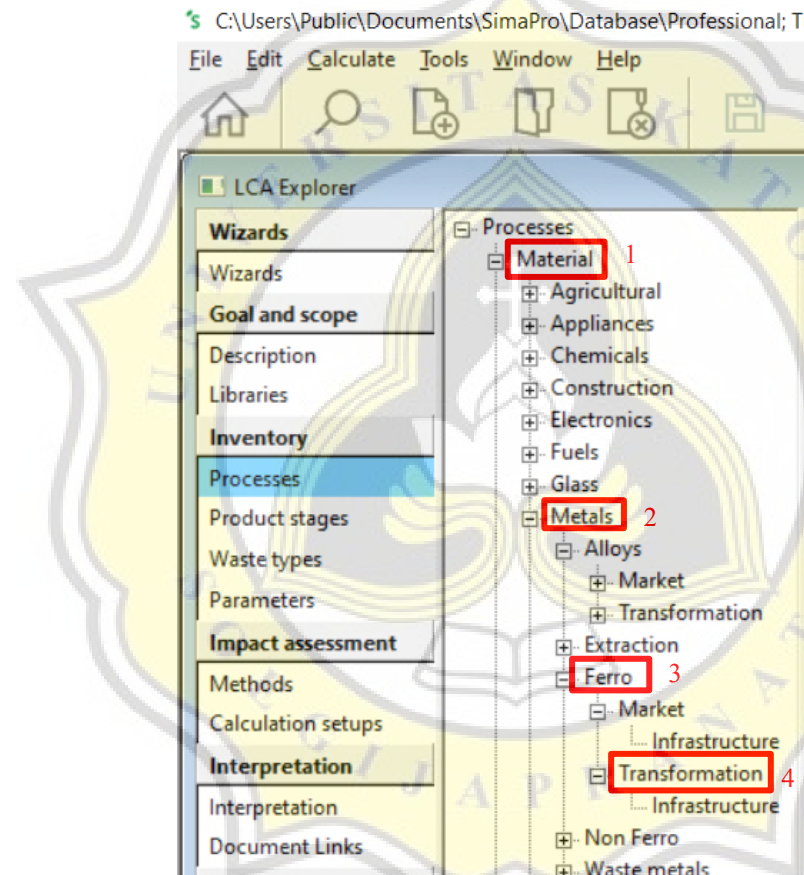 C:\Users\Public\Documents\SimaPro\Database\Professional; T
File Edit Calculate Tools Window Help
LCA Explorer
Wizards
Wizards
Goal and scope
Description
Libraries
Inventory
Processes
Product stages
Waste types
Parameters
Impact assessment
Methods
Calculation setups
Interpretation
Interpretation
Document Links
Processes
Material 1
Agricultural
Appliances
Chemicals
Construction
Electronics
Fuels
Glass
Metals 2
Alloys
Market
Transformation
Extraction
Ferro 3
Market
Infrastructure
Transformation 4
Infrastructure
Non Ferro
Waste metals